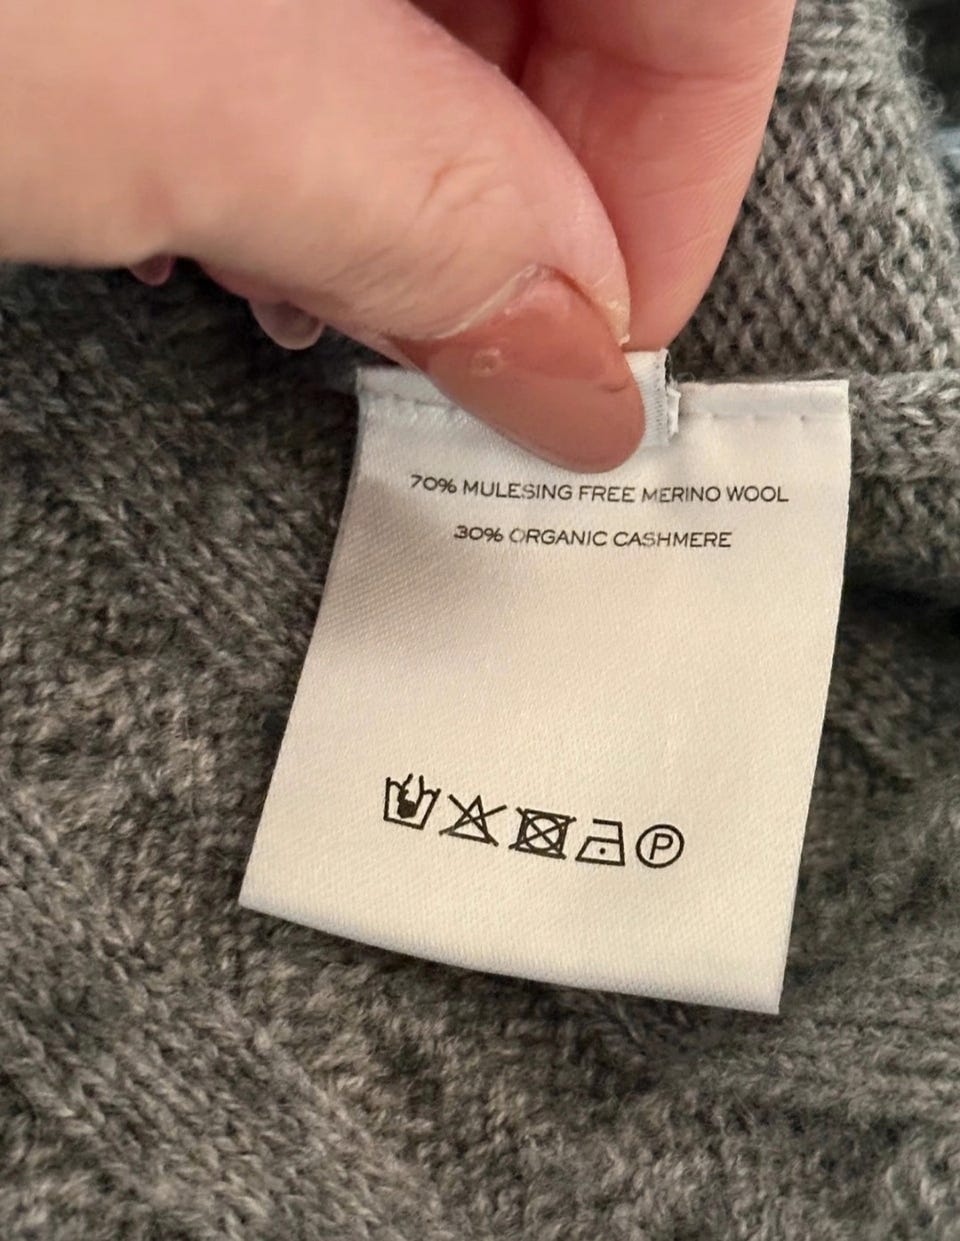 70% MULESING FREE MERINO WOOL
30% ORGANIC CASHMERE
P